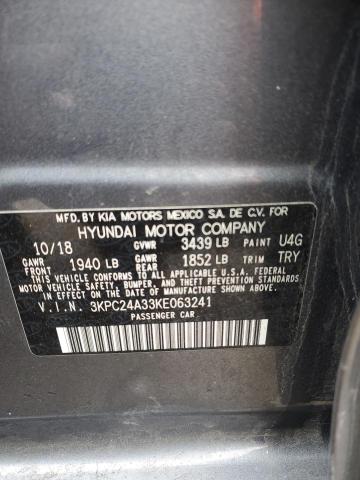 MFD. BY KIA MOTORS MEXICO S.A. DE C.V. FOR
HYUNDAI MOTOR COMPANY
10/18 GVWR 3439 LB PAINT U4G
GAWR FRONT 1940 LB GAWR REAR 1852 LB TRIM TRY
THIS VEHICLE CONFORMS TO ALL APPLICABLE U.S.A. FEDERAL
MOTOR VEHICLE SAFETY, BUMPER, AND THEFT PREVENTION STANDARDS
IN EFFECT ON THE DATE OF MANUFACTURE SHOWN ABOVE.
V.I.N. 3KPC24A33KE063241
PASSENGER CAR